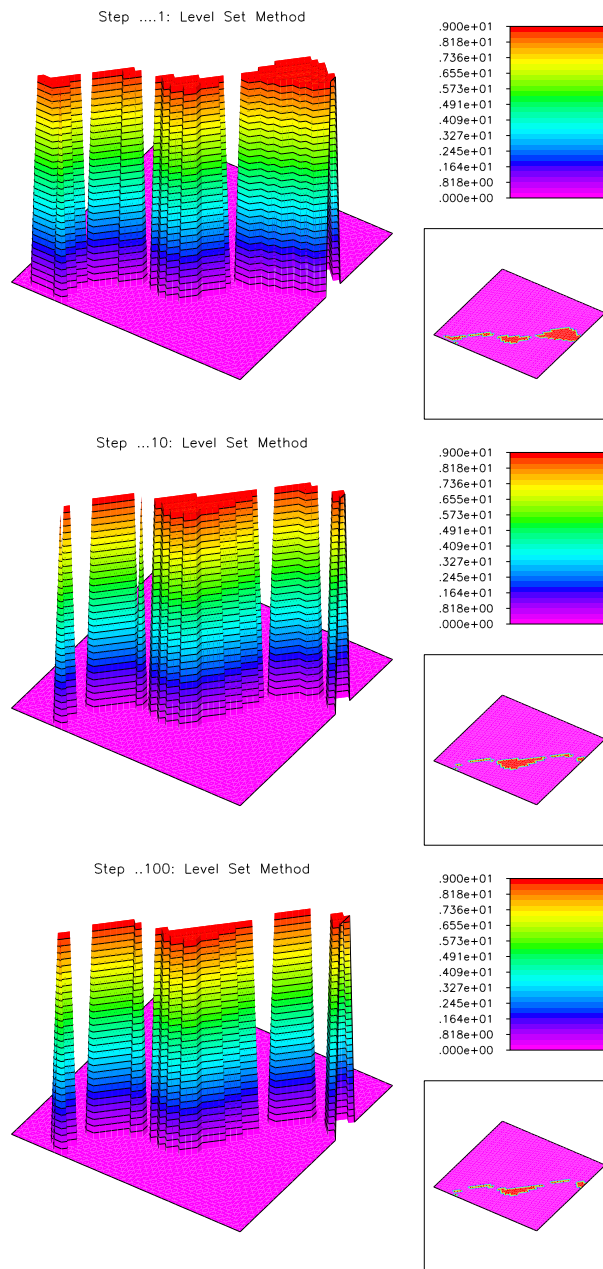 Step ....1: Level Set Method
.900e+01
.818e+01
.736e+01
.655e+01
.573e+01
.491e+01
.409e+01
.327e+01
.245e+01
.164e+01
.818e+00
.000e+00
Step ...10: Level Set Method
.900e+01
.818e+01
.736e+01
.655e+01
.573e+01
.491e+01
.409e+01
.327e+01
.245e+01
.164e+01
.818e+00
.000e+00
Step ..100: Level Set Method
.900e+01
.818e+01
.736e+01
.655e+01
.573e+01
.491e+01
.409e+01
.327e+01
.245e+01
.164e+01
.818e+00
.000e+00